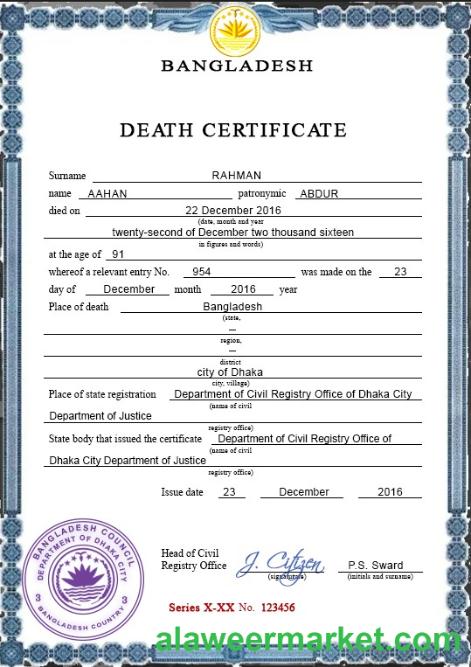 BANGLADESH
DEATH CERTIFICATE
Surname RAHMAN
name AAHAN patronymic ABDUR
died on 22 December 2016
(date, month and year
twenty-second of December two thousand sixteen
in figures and words)
at the age of 91
whereof a relevant entry No. 954 was made on the 23
day of December month 2016 year
Place of death Bangladesh
(state,
—
region,
—
district
city of Dhaka
city, village)
Place of state registration Department of Civil Registry Office of Dhaka City
(name of civil
Department of Justice
registry office)
State body that issued the certificate Department of Civil Registry Office of
(name of civil
Dhaka City Department of Justice
registry office)
Issue date 23 December 2016
BANGLADESH COUNCIL
DEPARTMENT OF DHAKA CITY
3 3
BANGLADESH COUNTRY
Head of Civil
Registry Office J. Citizen P.S. Sward
(signature) (initials and surname)
Series X-XX No. 123456
alaweermarket.com